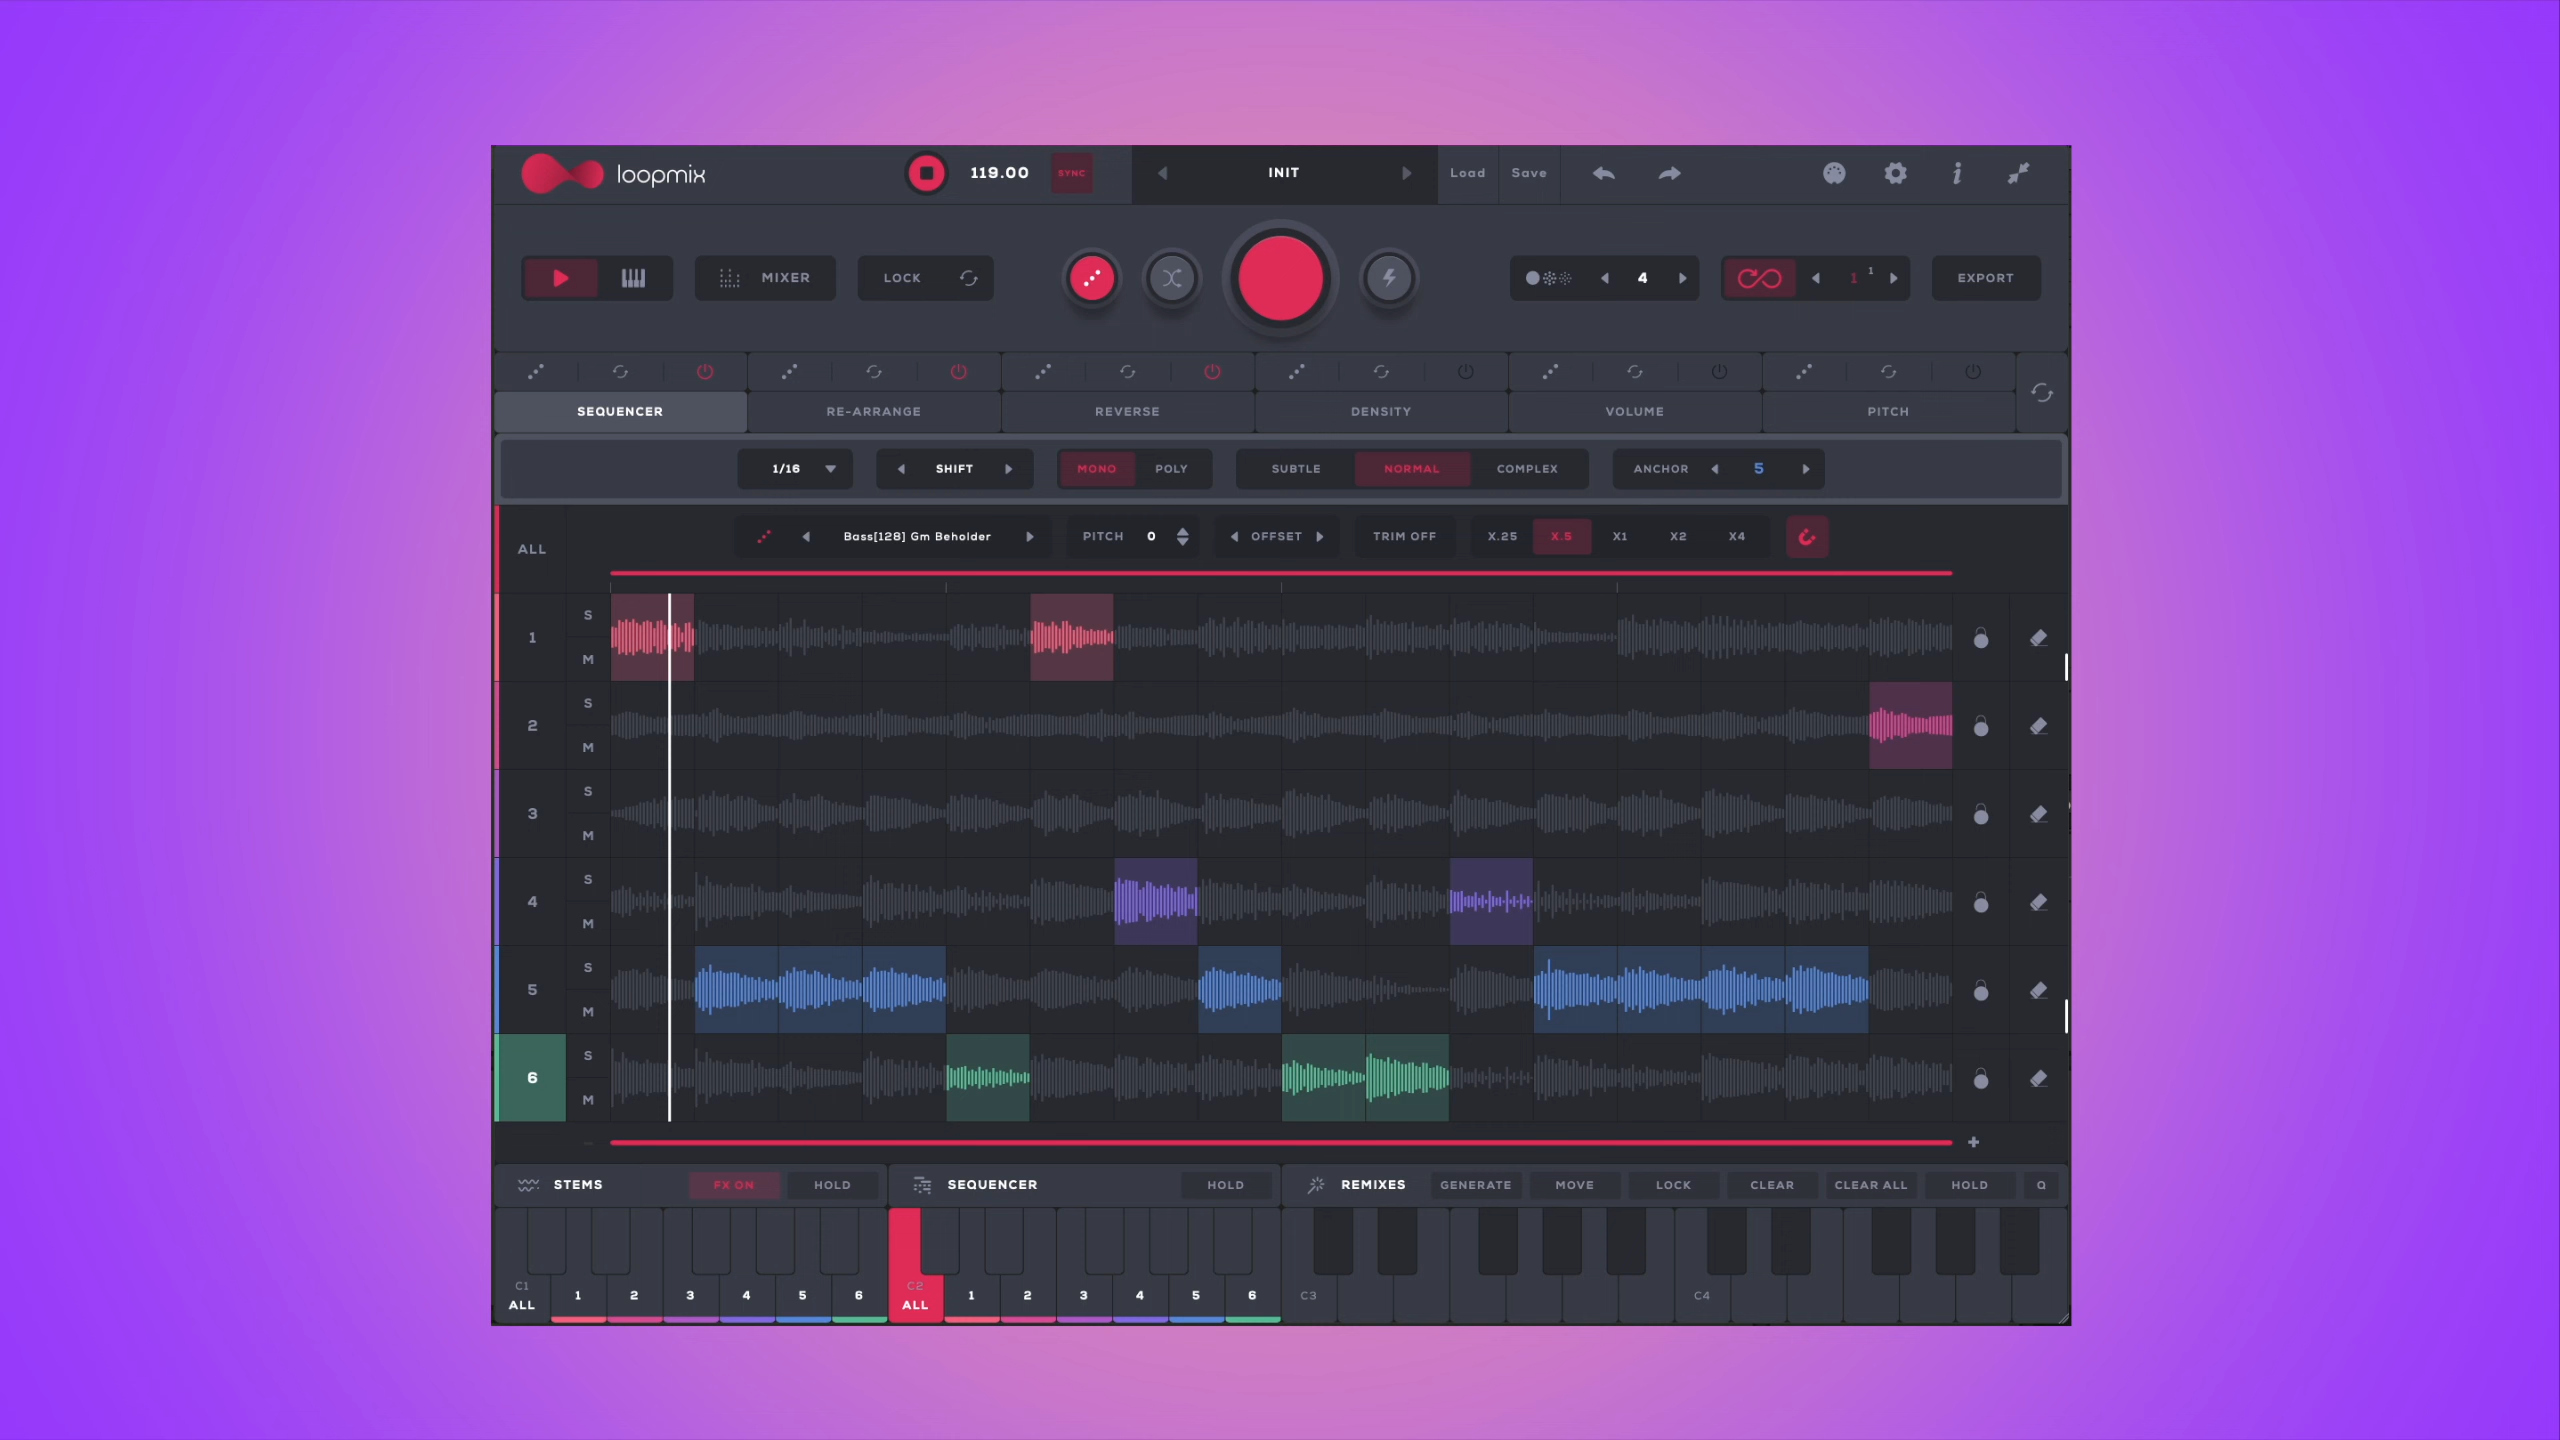 loopmix 119.00 SYNC INIT Load Save
MIXER LOCK 4 1 1 EXPORT
SEQUENCER RE-ARRANGE REVERSE DENSITY VOLUME PITCH
1/16 SHIFT MONO POLY SUBTLE NORMAL COMPLEX ANCHOR 5
ALL Bass[128] Gm Beholder PITCH 0 OFFSET TRIM OFF X.25 X.5 X1 X2 X4
S
1
M
S
2
M
S
3
M
S
4
M
S
5
M
S
6
M
STEMS FX ON HOLD SEQUENCER HOLD REMIXES GENERATE MOVE LOCK CLEAR CLEAR ALL HOLD Q
C1 C2 C3 C4
ALL 1 2 3 4 5 6 ALL 1 2 3 4 5 6